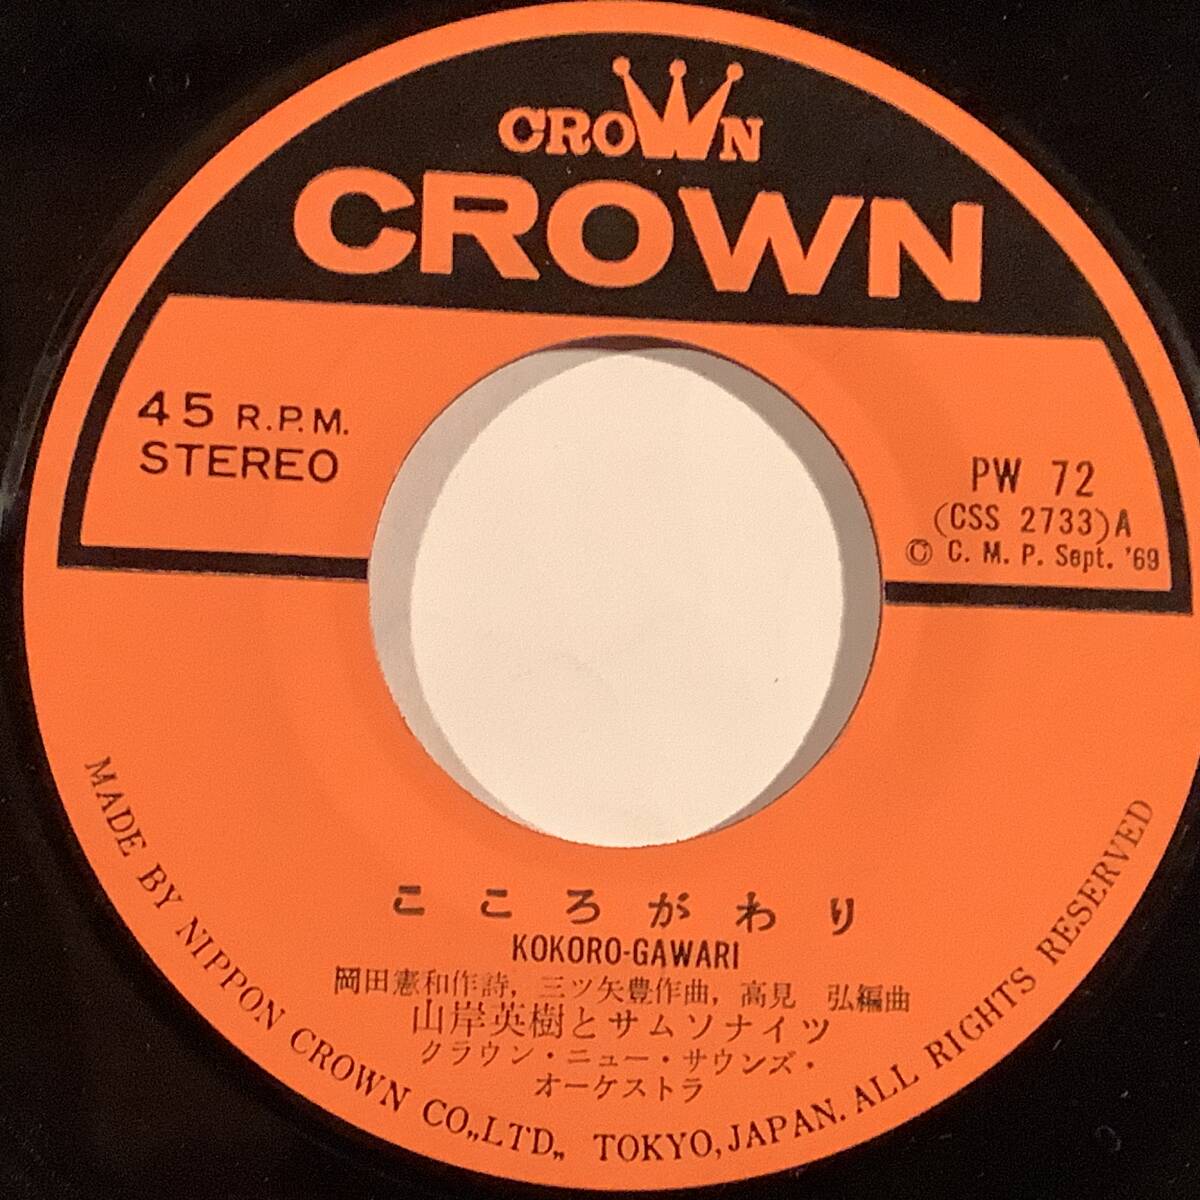 CROWN
CROWN
45 R.P.M.
STEREO
PW 72
(CSS 2733)A
© C. M. P. Sept. '69
こころがわり
KOKORO-GAWARI
岡田憲和作詩, 三ツ矢豊作曲, 高見 弘編曲
山岸英樹とサムソナイツ
クラウン・ニュー・サウンズ・
オーケストラ
MADE BY NIPPON CROWN CO.,LTD., TOKYO, JAPAN. ALL RIGHTS RESERVED